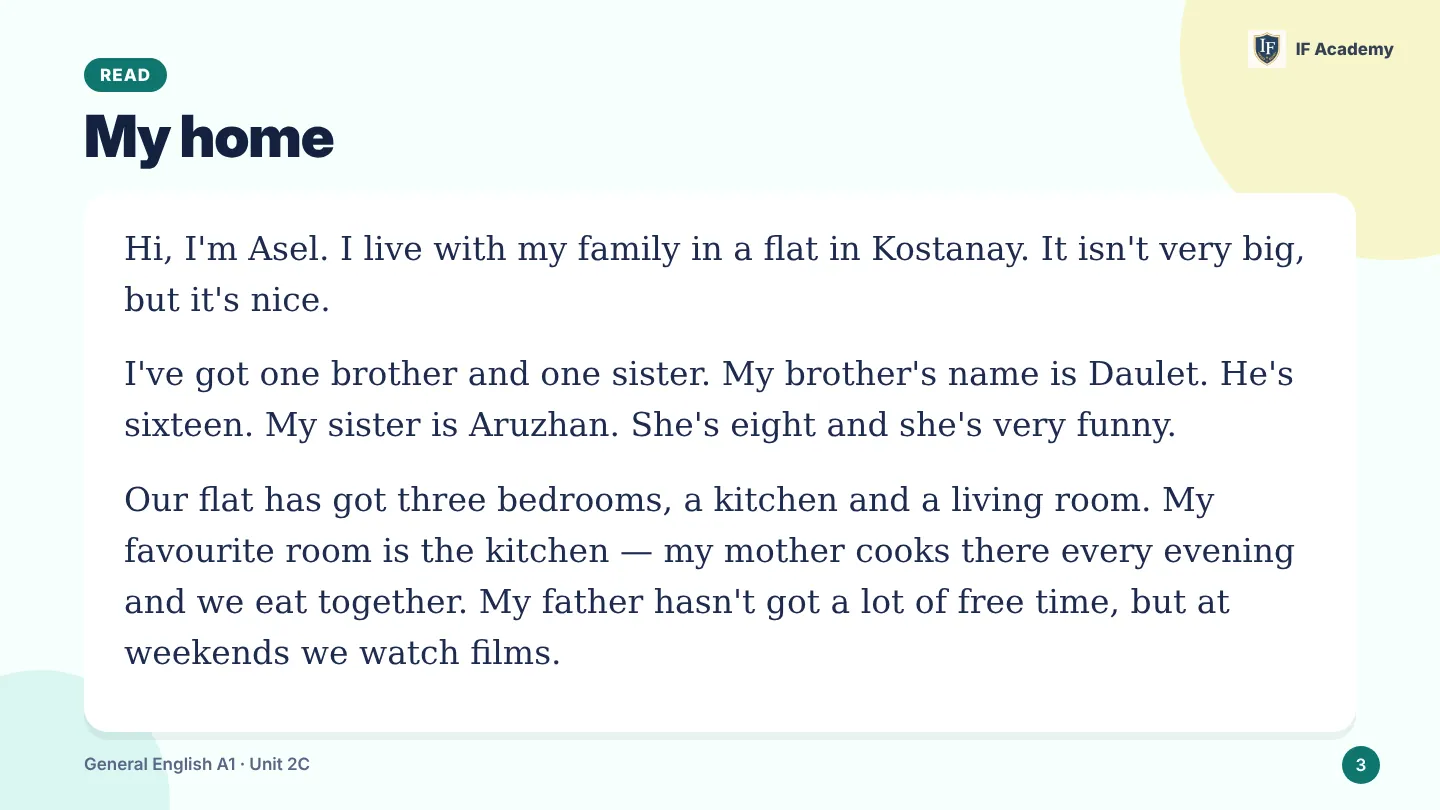 IF IF Academy
READ
My home
Hi, I'm Asel. I live with my family in a flat in Kostanay. It isn't very big,
but it's nice.
I've got one brother and one sister. My brother's name is Daulet. He's
sixteen. My sister is Aruzhan. She's eight and she's very funny.
Our flat has got three bedrooms, a kitchen and a living room. My
favourite room is the kitchen — my mother cooks there every evening
and we eat together. My father hasn't got a lot of free time, but at
weekends we watch films.
General English A1 · Unit 2C
3